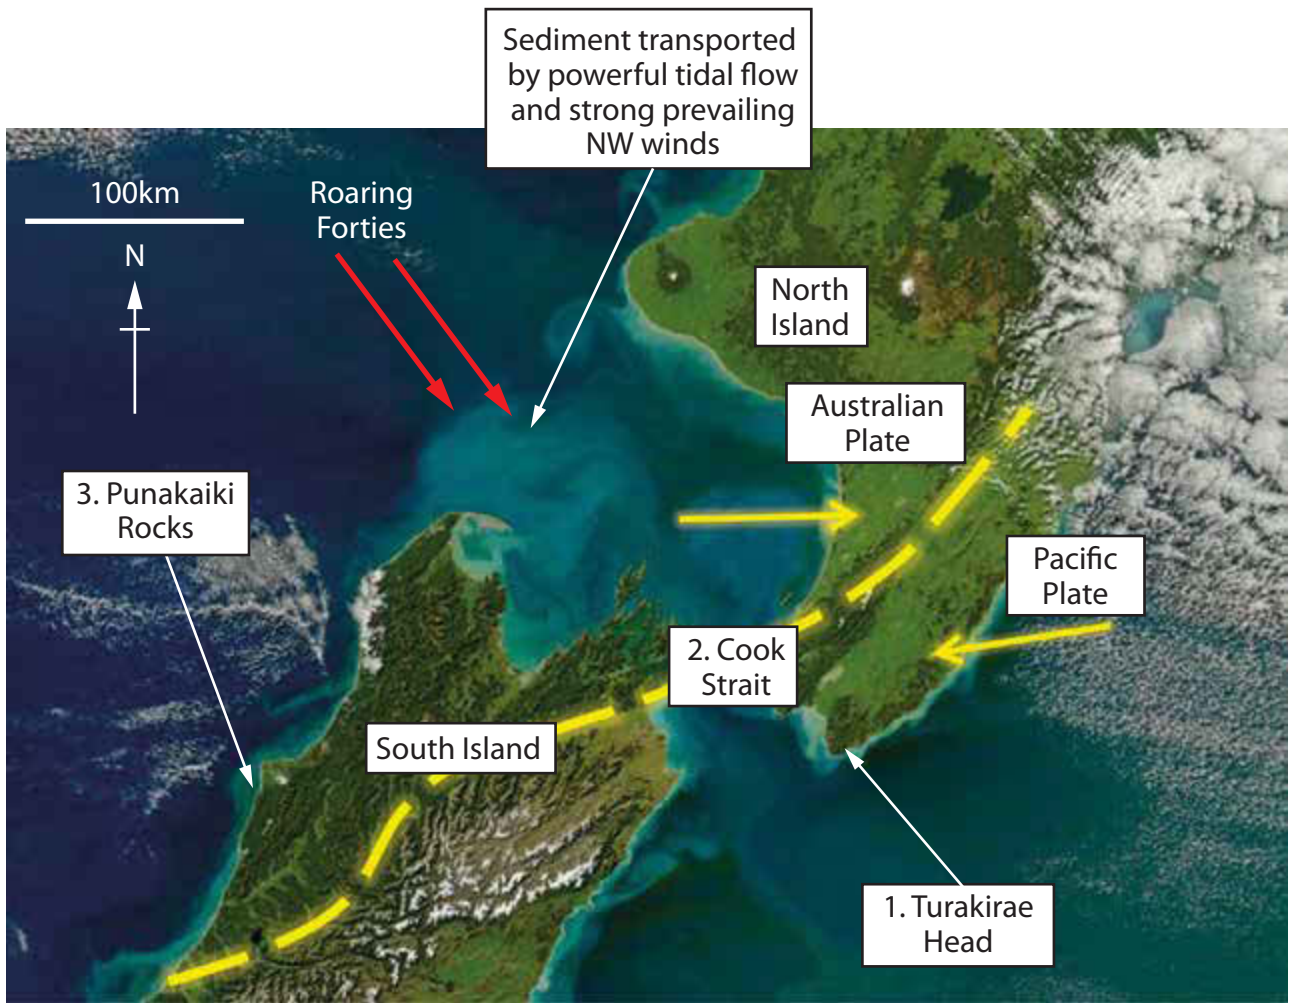 Sediment transported
by powerful tidal flow
and strong prevailing
NW winds
100km
N
Roaring
Forties
North
Island
Australian
Plate
3. Punakaiki
Rocks
Pacific
Plate
2. Cook
Strait
South Island
1. Turakirae
Head